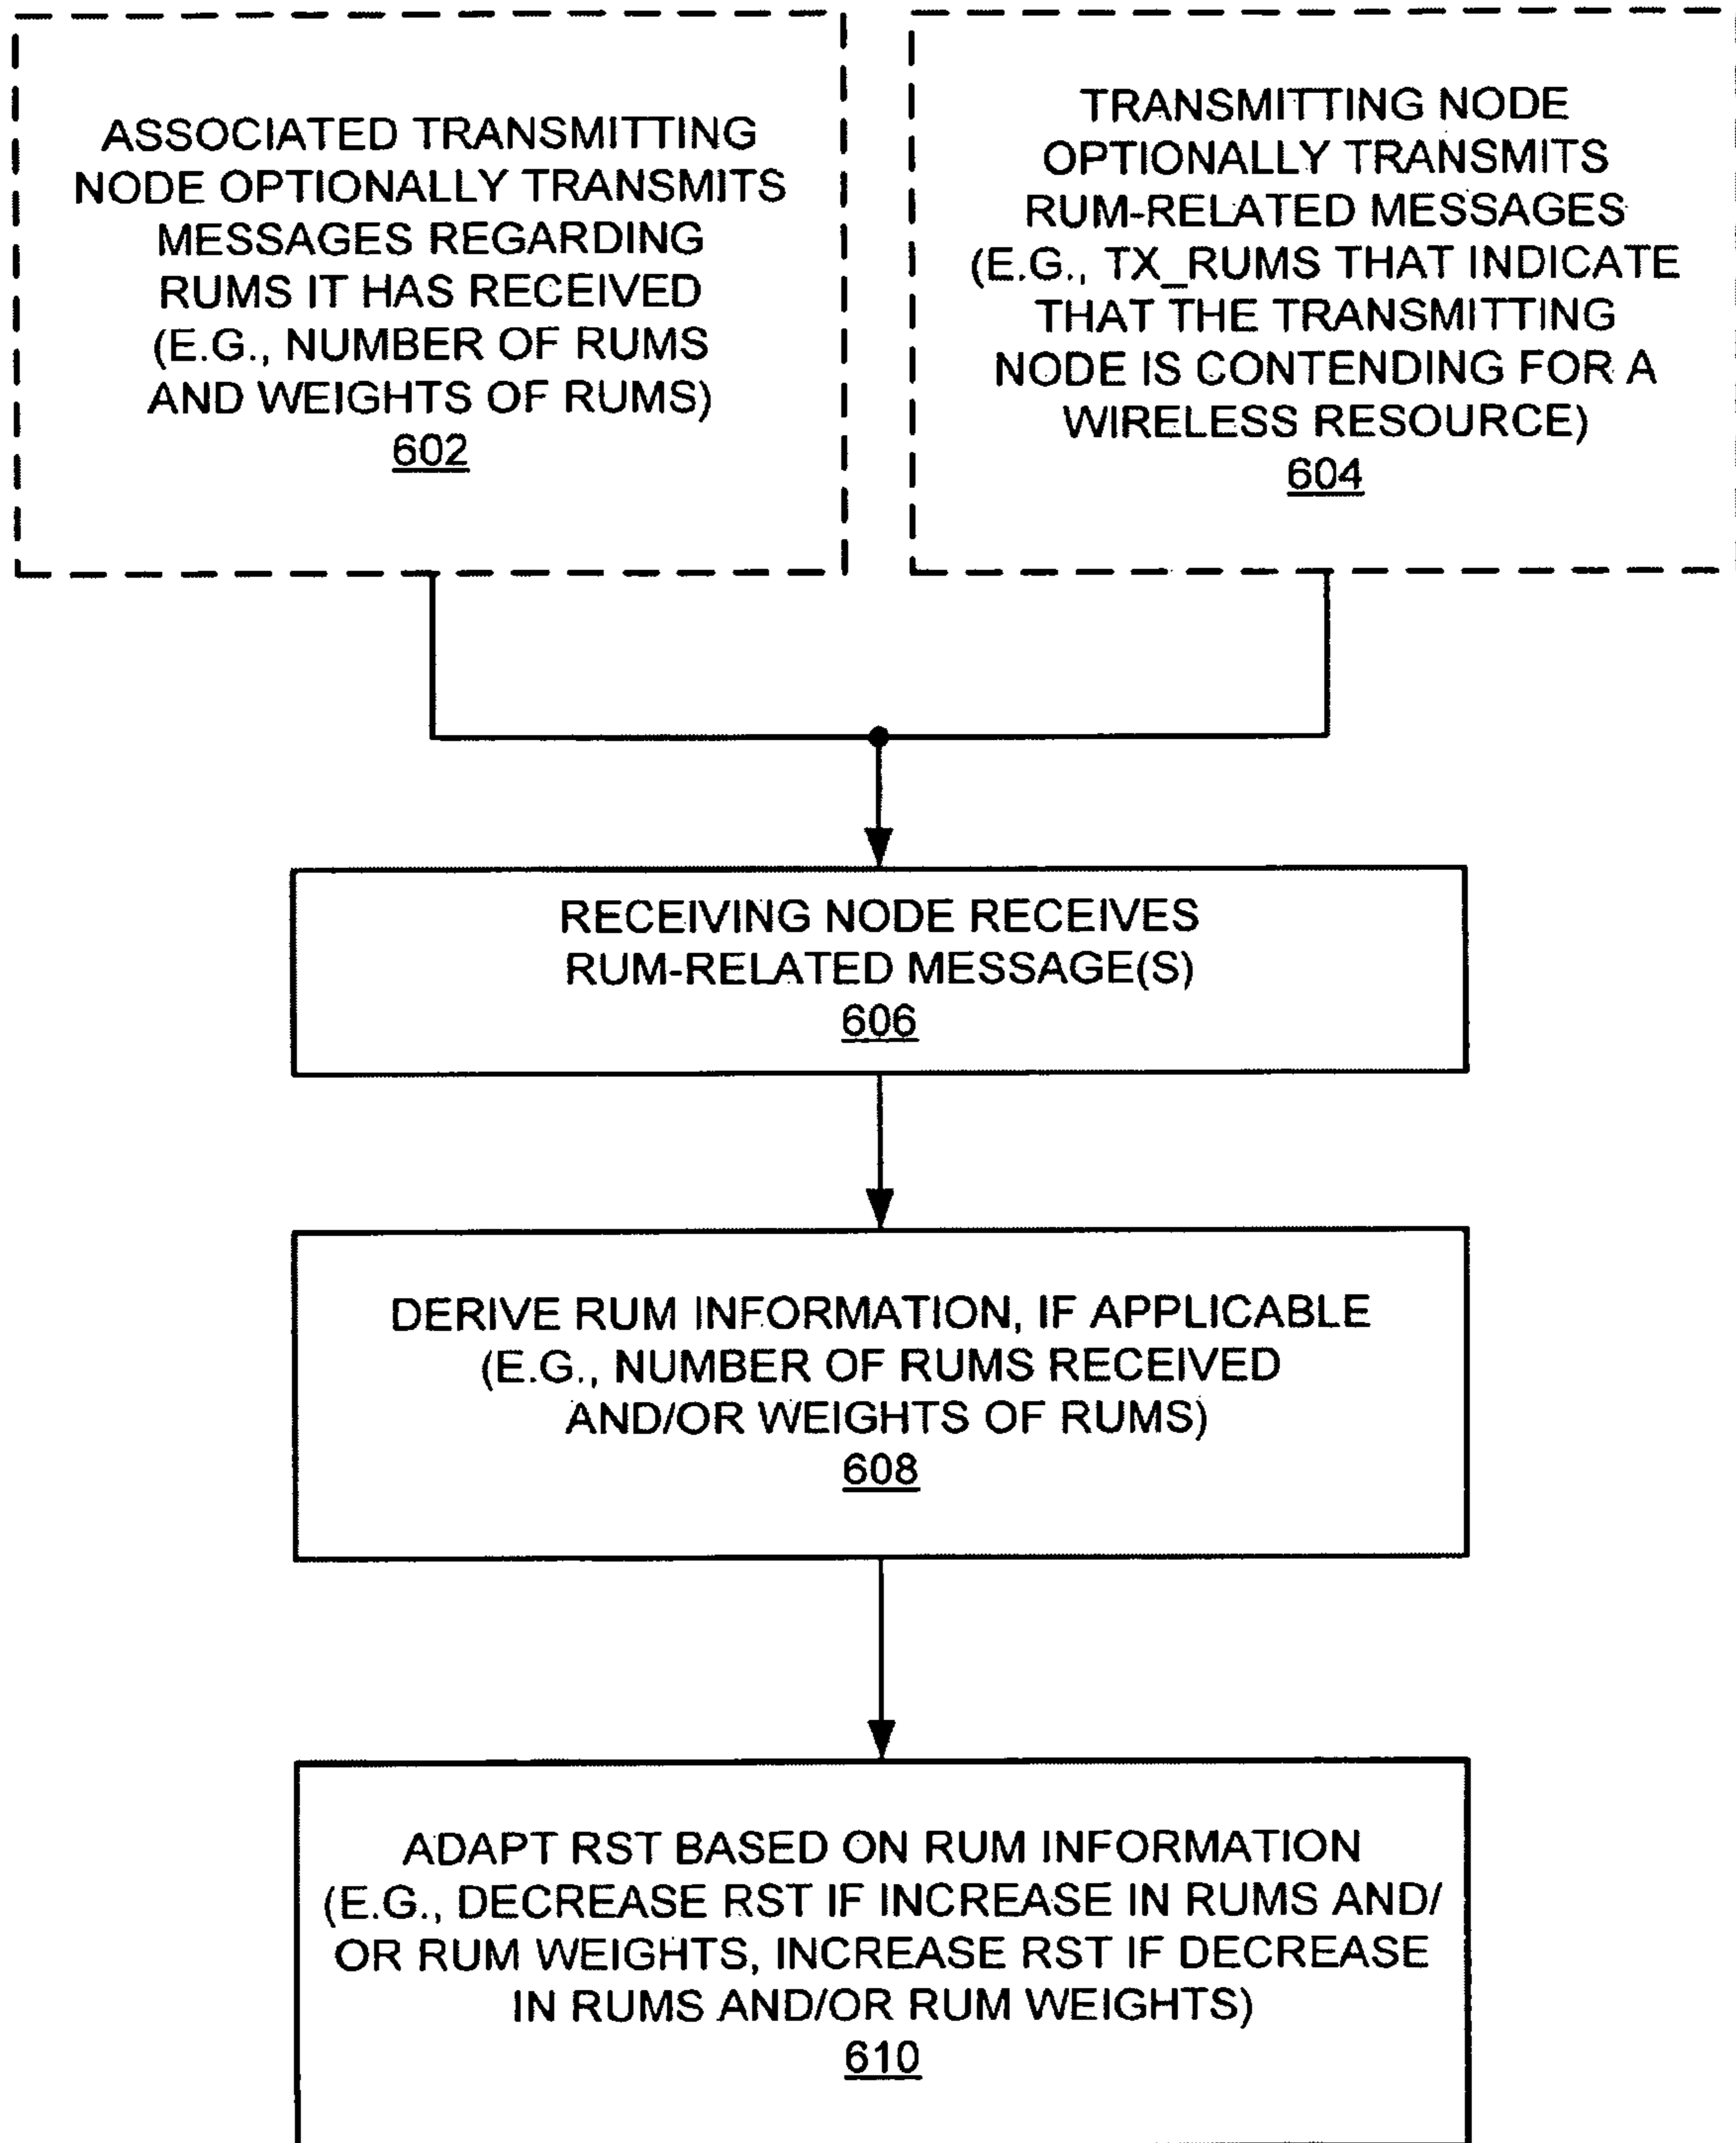 ASSOCIATED TRANSMITTING
NODE OPTIONALLY TRANSMITS
MESSAGES REGARDING
RUMS IT HAS RECEIVED
(E.G., NUMBER OF RUMS
AND WEIGHTS OF RUMS)
602
TRANSMITTING NODE
OPTIONALLY TRANSMITS
RUM-RELATED MESSAGES
(E.G., TX_RUMS THAT INDICATE
THAT THE TRANSMITTING
NODE IS CONTENDING FOR A
WIRELESS RESOURCE)
604
RECEIVING NODE RECEIVES
RUM-RELATED MESSAGE(S)
606
DERIVE RUM INFORMATION, IF APPLICABLE
(E.G., NUMBER OF RUMS RECEIVED
AND/OR WEIGHTS OF RUMS)
608
ADAPT RST BASED ON RUM INFORMATION
(E.G., DECREASE RST IF INCREASE IN RUMS AND/
OR RUM WEIGHTS, INCREASE RST IF DECREASE
IN RUMS AND/OR RUM WEIGHTS)
610